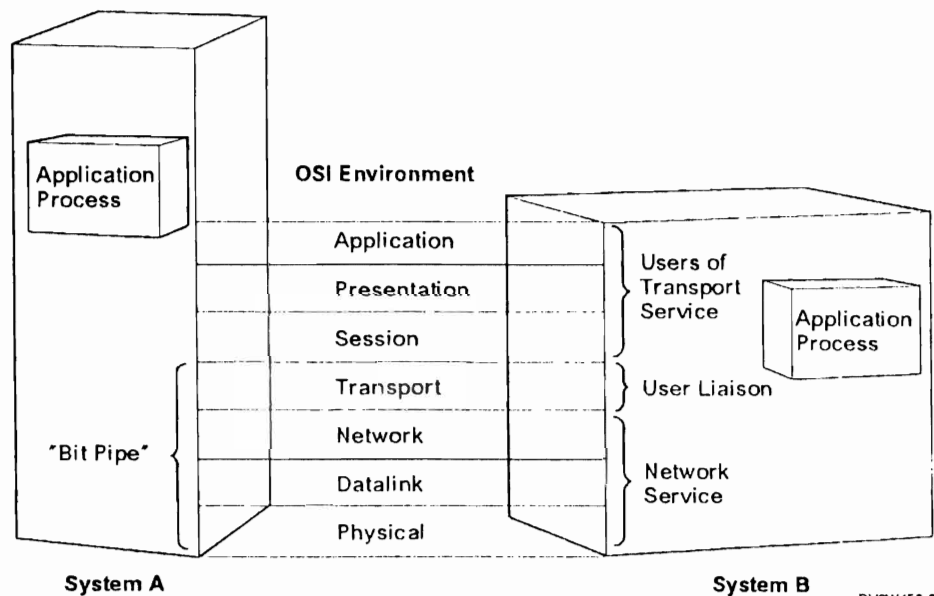 Application
Process
OSI Environment
Application
Presentation
Session
Transport
Network
Datalink
Physical
"Bit Pipe"
Users of
Transport
Service
User Liaison
Network
Service
Application
Process
System A
System B